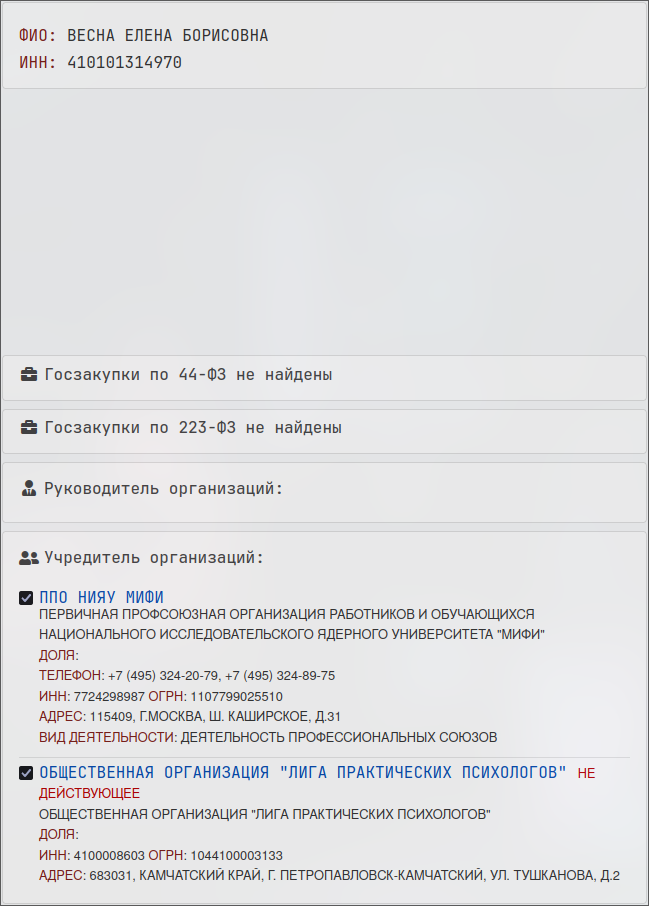 ФИО: ВЕСНА ЕЛЕНА БОРИСОВНА
ИНН: 410101314970
Госзакупки по 44-ФЗ не найдены
Госзакупки по 223-ФЗ не найдены
Руководитель организаций:
Учредитель организаций:
ППО НИЯУ МИФИ
ПЕРВИЧНАЯ ПРОФСОЮЗНАЯ ОРГАНИЗАЦИЯ РАБОТНИКОВ И ОБУЧАЮЩИХСЯ
НАЦИОНАЛЬНОГО ИССЛЕДОВАТЕЛЬСКОГО ЯДЕРНОГО УНИВЕРСИТЕТА "МИФИ"
ДОЛЯ:
ТЕЛЕФОН: +7 (495) 324-20-79, +7 (495) 324-89-75
ИНН: 7724298987 ОГРН: 1107799025510
АДРЕС: 115409, Г.МОСКВА, Ш. КАШИРСКОЕ, Д.31
ВИД ДЕЯТЕЛЬНОСТИ: ДЕЯТЕЛЬНОСТЬ ПРОФЕССИОНАЛЬНЫХ СОЮЗОВ
ОБЩЕСТВЕННАЯ ОРГАНИЗАЦИЯ "ЛИГА ПРАКТИЧЕСКИХ ПСИХОЛОГОВ" НЕ
ДЕЙСТВУЮЩЕЕ
ОБЩЕСТВЕННАЯ ОРГАНИЗАЦИЯ "ЛИГА ПРАКТИЧЕСКИХ ПСИХОЛОГОВ"
ДОЛЯ:
ИНН: 4100008603 ОГРН: 1044100003133
АДРЕС: 683031, КАМЧАТСКИЙ КРАЙ, Г. ПЕТРОПАВЛОВСК-КАМЧАТСКИЙ, УЛ. ТУШКАНОВА, Д.2